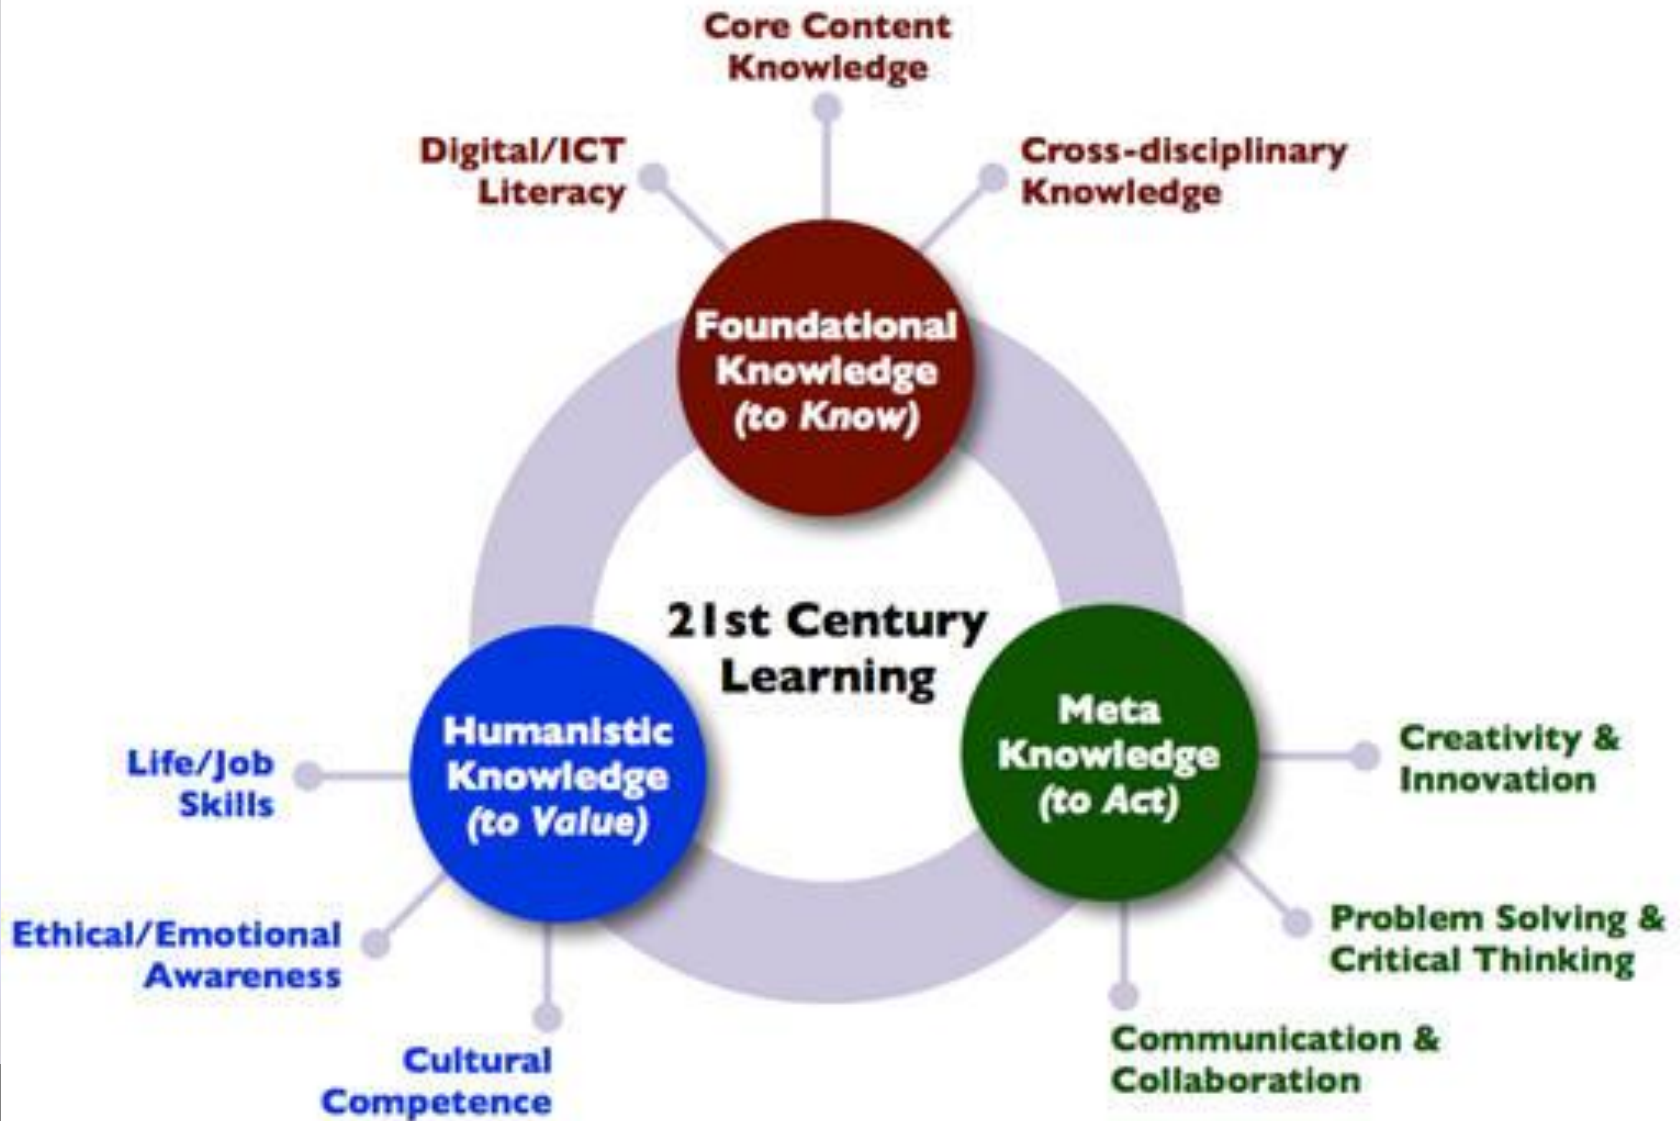 Core Content
Knowledge
Digital/ICT
Literacy
Cross-disciplinary
Knowledge
Foundational
Knowledge
(to Know)
21st Century
Learning
Humanistic
Knowledge
(to Value)
Meta
Knowledge
(to Act)
Life/Job
Skills
Creativity &
Innovation
Ethical/Emotional
Awareness
Problem Solving &
Critical Thinking
Cultural
Competence
Communication &
Collaboration